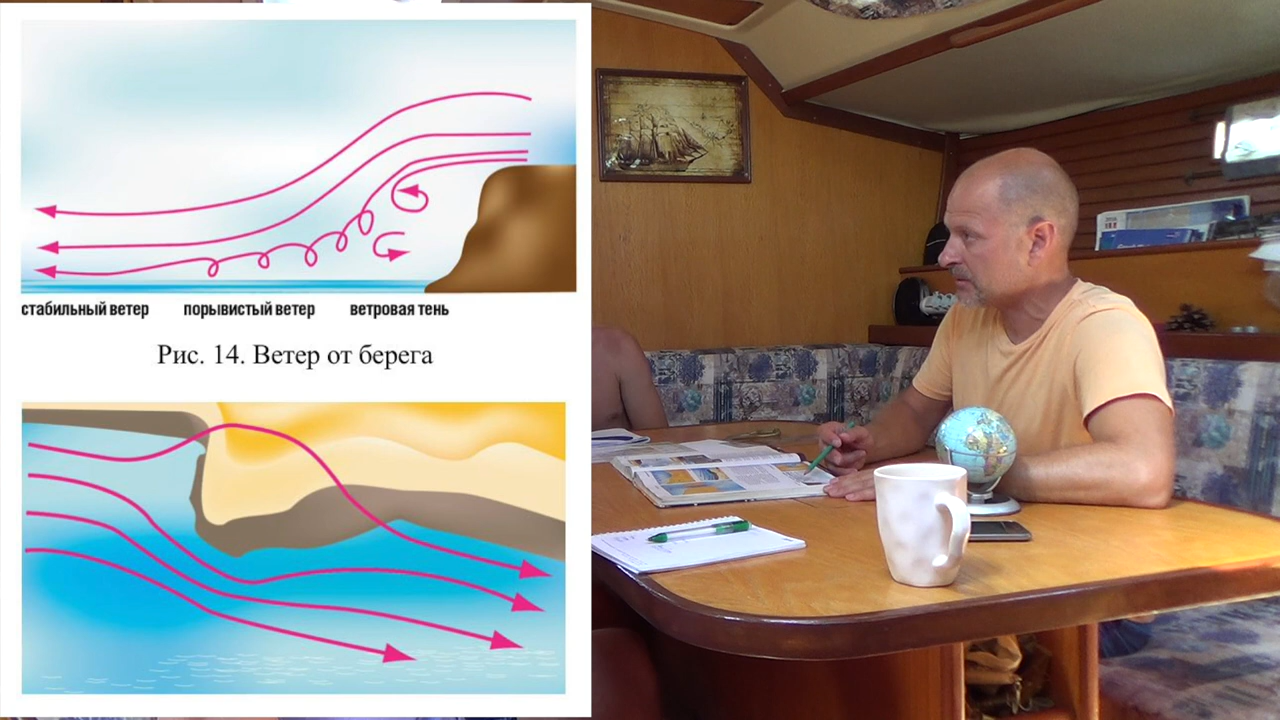 стабильный ветер порывистый ветер ветровая тень
Рис. 14. Ветер от берега